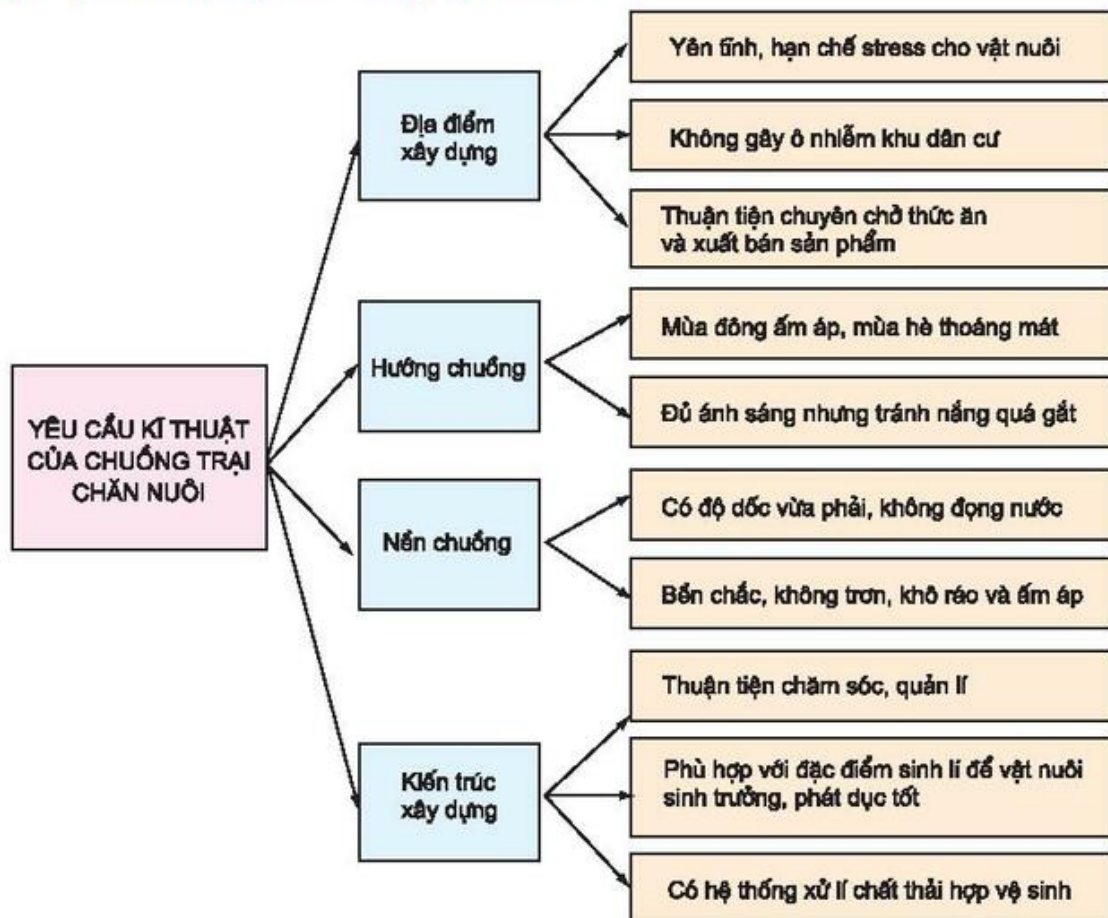 YÊU CẦU KĨ THUẬT
CỦA CHUỒNG TRẠI
CHĂN NUÔI
Địa điểm
xây dựng
Yên tĩnh, hạn chế stress cho vật nuôi
Không gây ô nhiễm khu dân cư
Thuận tiện chuyên chở thức ăn
và xuất bán sản phẩm
Hướng chuồng
Mùa đông ấm áp, mùa hè thoáng mát
Đủ ánh sáng nhưng tránh nắng quá gắt
Nền chuồng
Có độ dốc vừa phải, không đọng nước
Bền chắc, không trơn, khô ráo và ấm áp
Kiến trúc
xây dựng
Thuận tiện chăm sóc, quản lí
Phù hợp với đặc điểm sinh lí để vật nuôi
sinh trưởng, phát dục tốt
Có hệ thống xử lí chất thải hợp vệ sinh